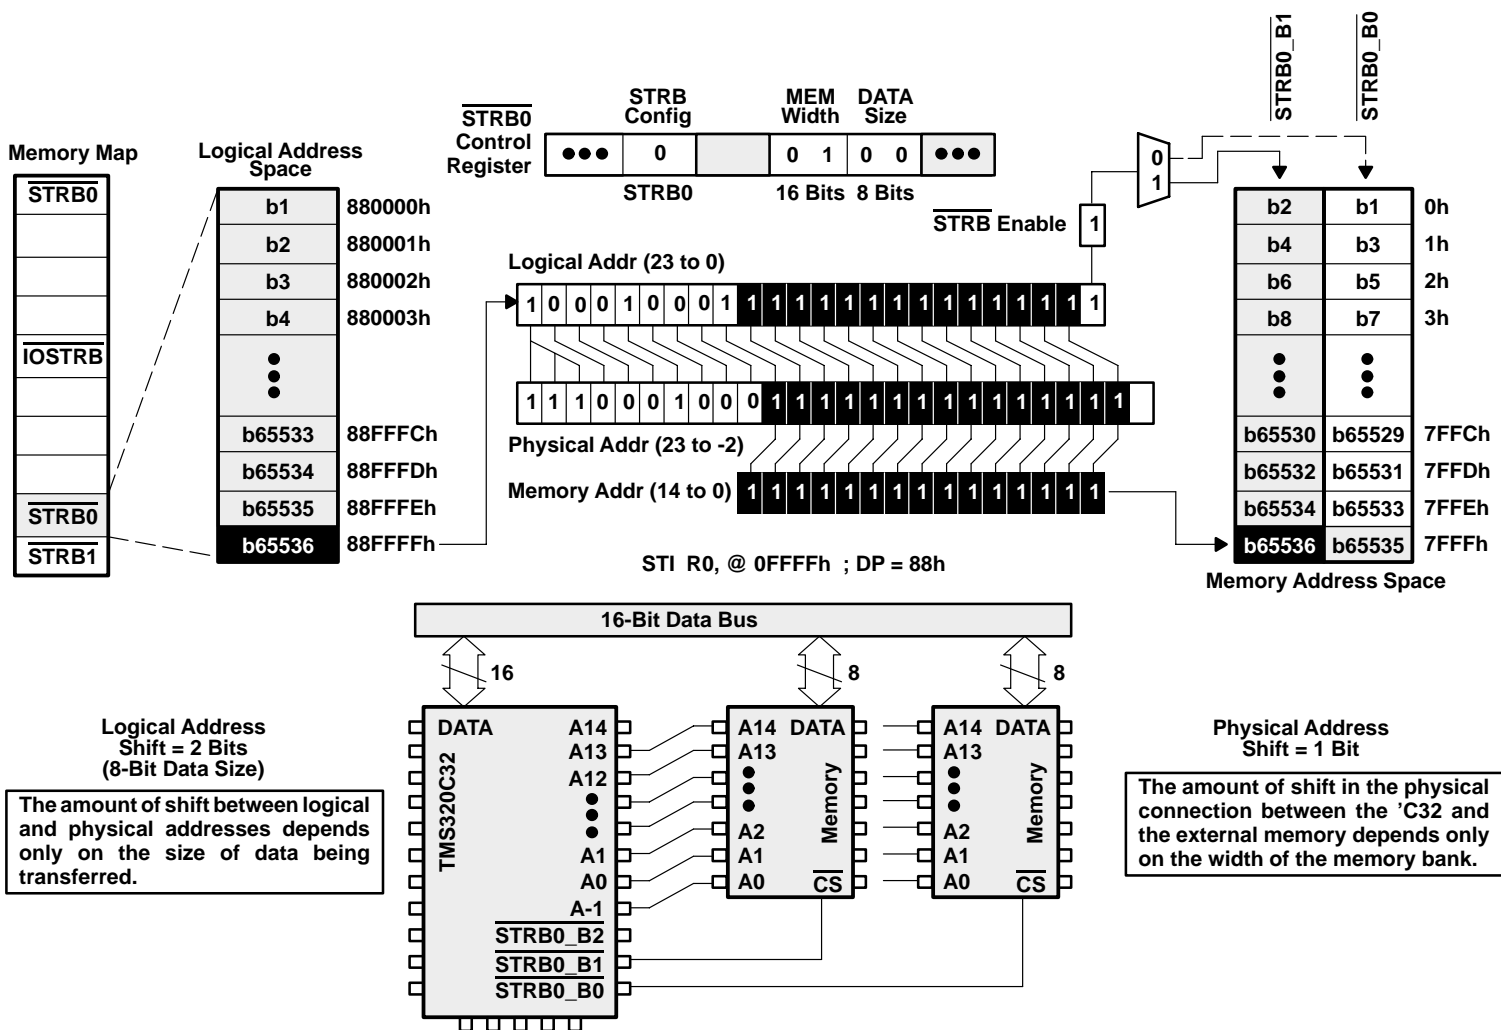 STRB0_B1
STRB0_B0
STRB0
Control
Register
STRB
Config
MEM
Width
DATA
Size
0
0 1
0 0
STRB0
16 Bits
8 Bits
Memory Map
STRB0
IOSTRB
STRB0
STRB1
Logical Address
Space
b1 880000h
b2 880001h
b3 880002h
b4 880003h
b65533 88FFFCh
b65534 88FFFDh
b65535 88FFFEh
b65536 88FFFFh
0
1
STRB Enable
1
Logical Addr (23 to 0)
1 0 0 0 1 0 0 0 1 1 1 1 1 1 1 1 1 1 1 1 1 1 1 1
1 1 1 0 0 0 1 0 0 0 1 1 1 1 1 1 1 1 1 1 1 1 1 1 1
Physical Addr (23 to -2)
Memory Addr (14 to 0)
1 1 1 1 1 1 1 1 1 1 1 1 1 1 1
STI R0, @ 0FFFFh ; DP = 88h
b2 b1 0h
b4 b3 1h
b6 b5 2h
b8 b7 3h
b65530 b65529 7FFCh
b65532 b65531 7FFDh
b65534 b65533 7FFEh
b65536 b65535 7FFFh
Memory Address Space
16-Bit Data Bus
16
8
8
Logical Address
Shift = 2 Bits
(8-Bit Data Size)
The amount of shift between logical
and physical addresses depends
only on the size of data being
transferred.
DATA
TMS320C32
A14
A13
A12
A1
A0
A-1
STRB0_B2
STRB0_B1
STRB0_B0
A14 DATA
A13
A2
A1
A0
Memory
CS
A14 DATA
A13
A2
A1
A0
Memory
CS
Physical Address
Shift = 1 Bit
The amount of shift in the physical
connection between the ’C32 and
the external memory depends only
on the width of the memory bank.